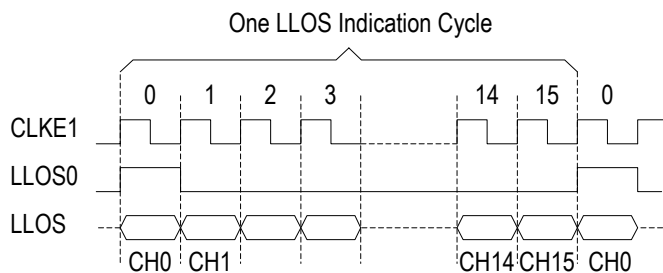 One LLOS Indication Cycle
0 1 2 3 14 15 0
CLKE1
LLOS0
LLOS
CH0 CH1 CH14 CH15 CH0